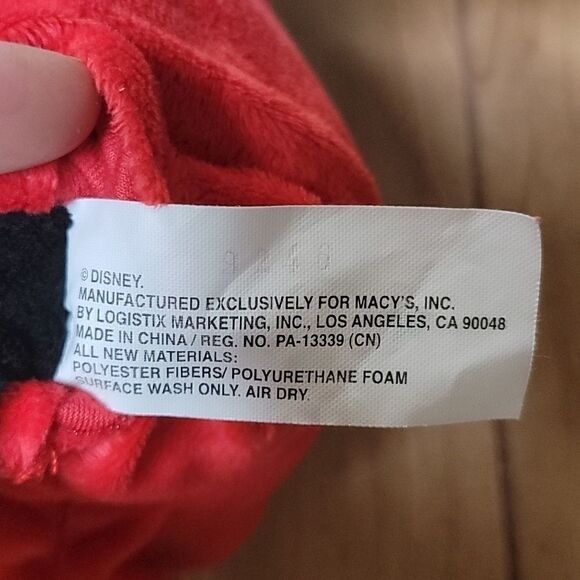 © DISNEY.
MANUFACTURED EXCLUSIVELY FOR MACY'S, INC.
BY LOGISTIX MARKETING, INC., LOS ANGELES, CA 90048
MADE IN CHINA / REG. NO. PA-13339 (CN)
ALL NEW MATERIALS:
POLYESTER FIBERS/ POLYURETHANE FOAM
SURFACE WASH ONLY. AIR DRY.